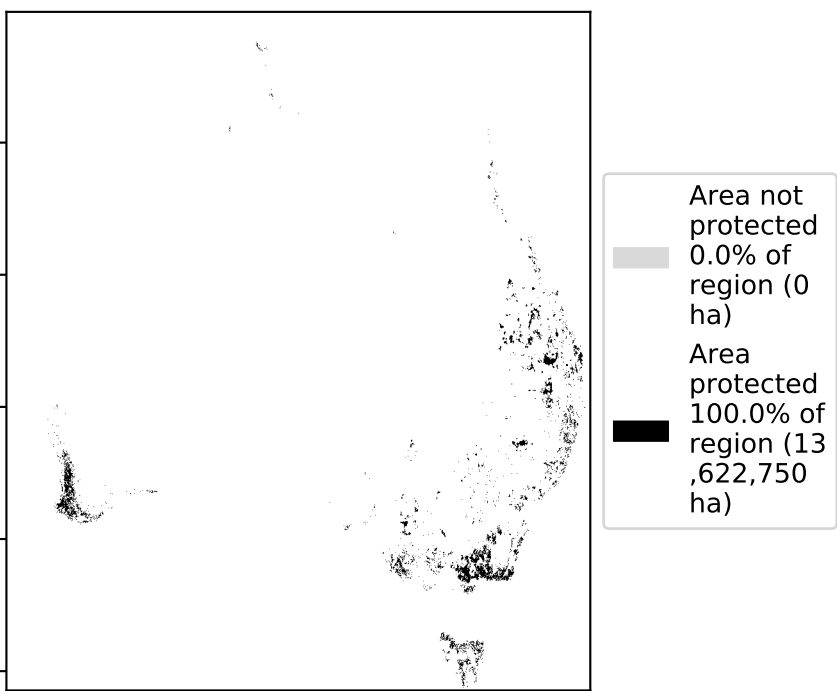 Area not
protected
0.0% of
region (0
ha)
Area
protected
100.0% of
region (13
,622,750
ha)